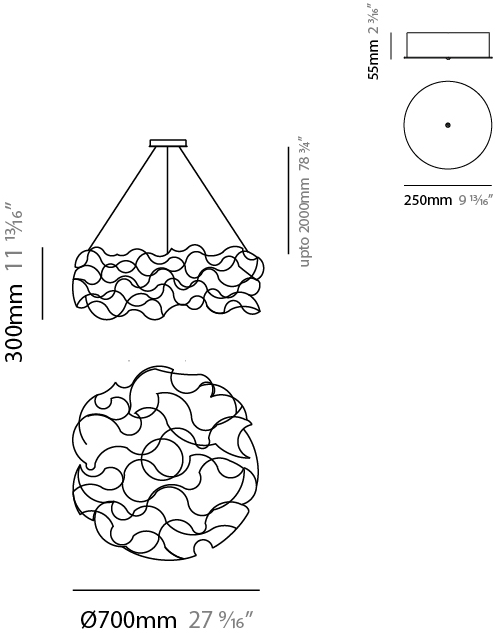 55mm 2 3/16"
250mm 9 13/16"
upto 2000mm 78 3/4"
300mm 11 13/16"
Ø700mm 27 9/16"